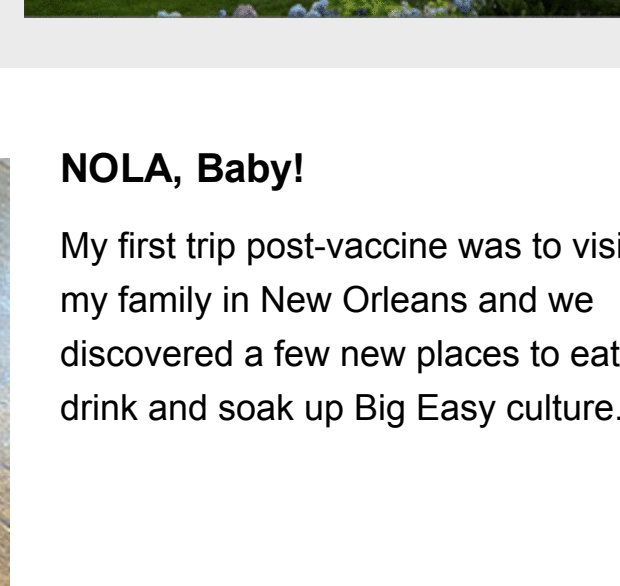 NOLA, Baby!
My first trip post-vaccine was to visi
my family in New Orleans and we
discovered a few new places to eat
drink and soak up Big Easy culture.